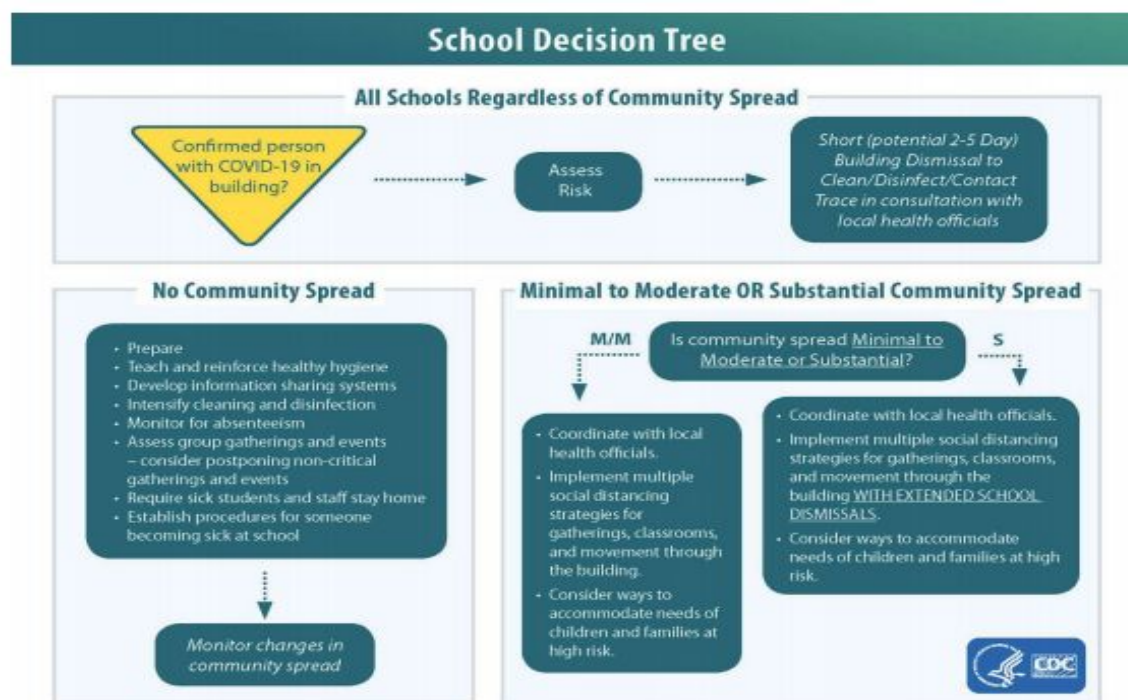 School Decision Tree
All Schools Regardless of Community Spread
Confirmed person
with COVID-19 in
building?
Assess
Risk
Short (potential 2-5 Day)
Building Dismissal to
Clean/Disinfect/Contact
Trace in consultation with
local health officials
No Community Spread
• Prepare
• Teach and reinforce healthy hygiene
• Develop information sharing systems
• Intensify cleaning and disinfection
• Monitor for absenteeism
• Assess group gatherings and events
– consider postponing non-critical
gatherings and events
• Require sick students and staff stay home
• Establish procedures for someone
becoming sick at school
Monitor changes in
community spread
Minimal to Moderate OR Substantial Community Spread
M/M
Is community spread Minimal to
Moderate or Substantial?
S
• Coordinate with local
health officials.
• Implement multiple
social distancing
strategies for
gatherings, classrooms,
and movement through
the building.
• Consider ways to
accommodate needs of
children and families at
high risk.
• Coordinate with local health officials.
• Implement multiple social distancing
strategies for gatherings, classrooms,
and movement through the
building WITH EXTENDED SCHOOL
DISMISSALS.
• Consider ways to accommodate
needs of children and families at high
risk.
CDC